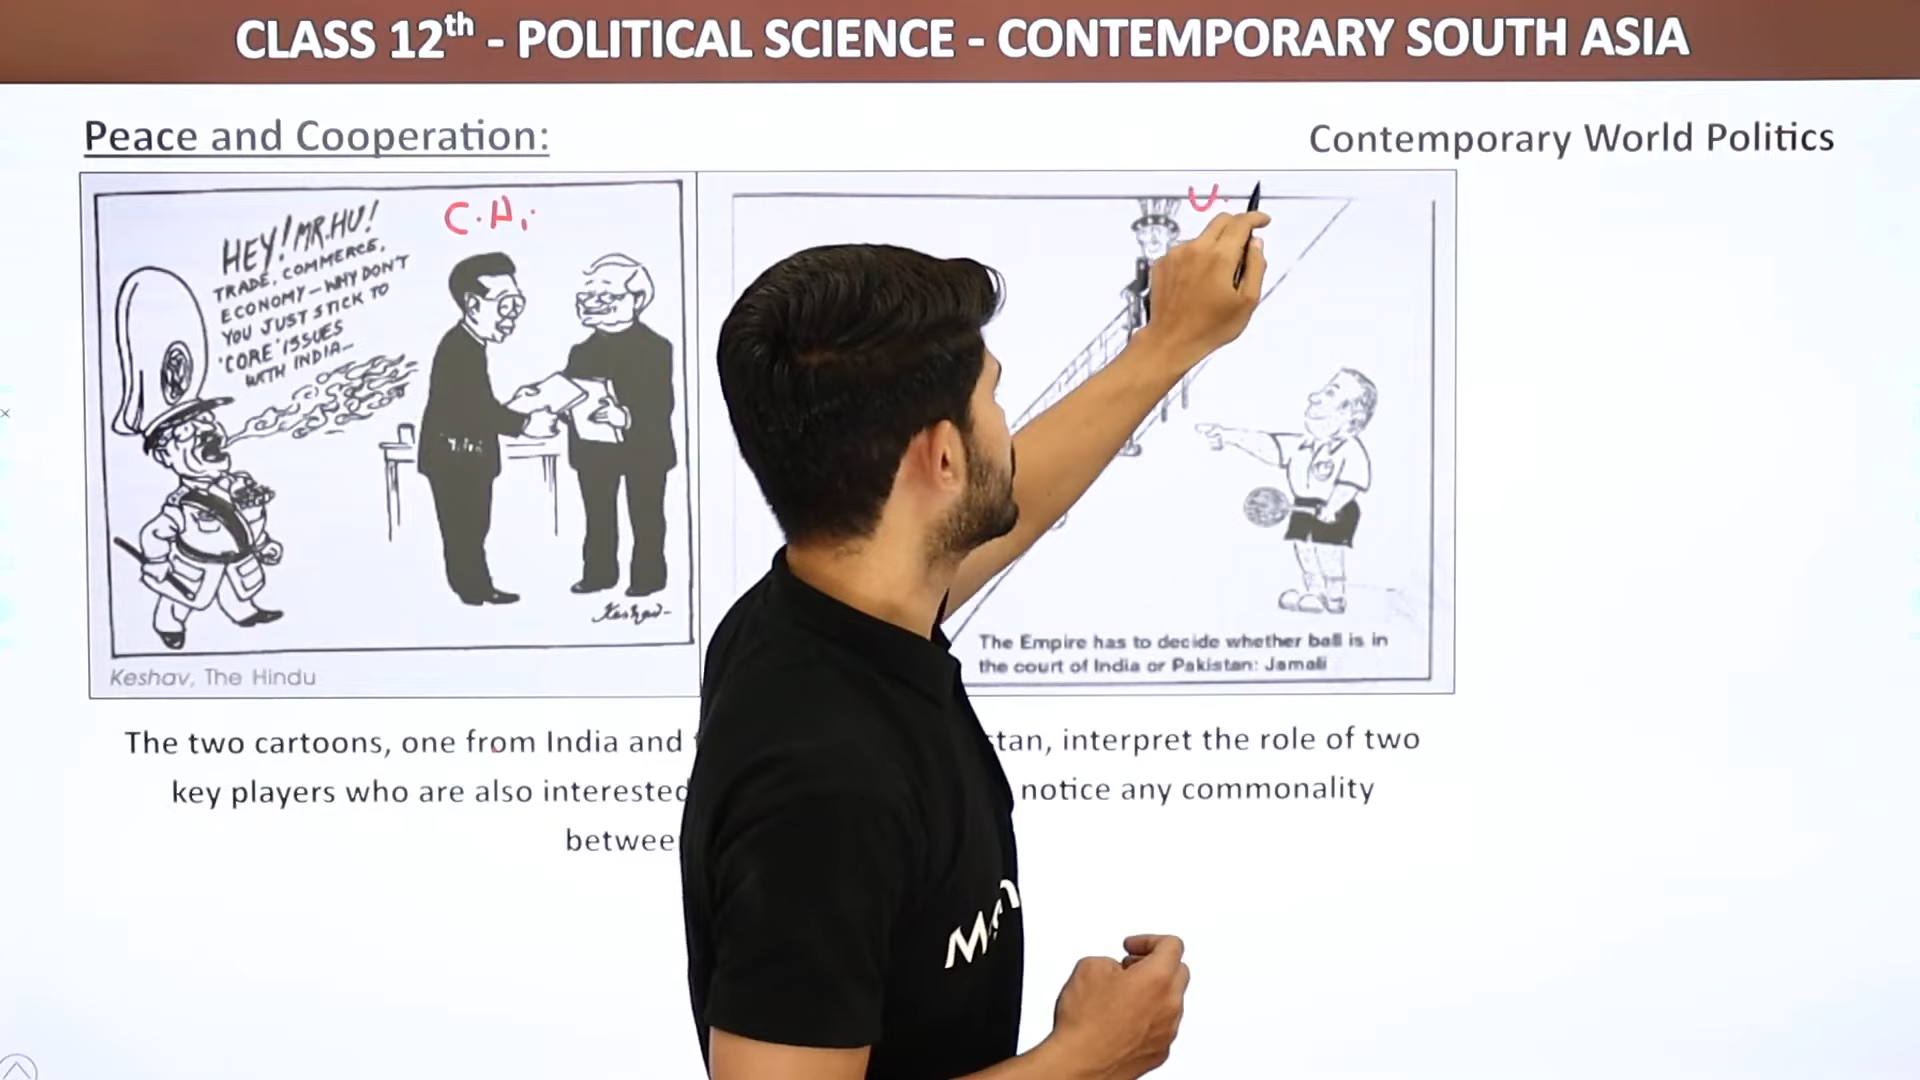 CLASS 12th - POLITICAL SCIENCE - CONTEMPORARY SOUTH ASIA
Peace and Cooperation:
Contemporary World Politics
C.H.
U.
HEY! MR.HU!
TRADE, COMMERCE,
ECONOMY - WHY DON'T
YOU JUST STICK TO
'CORE' ISSUES
WITH INDIA-
Keshav-
Keshav, The Hindu
The Empire has to decide whether ball is in
the court of India or Pakistan: Jamali
The two cartoons, one from India and tan, interpret the role of two
key players who are also interested notice any commonality
betwee